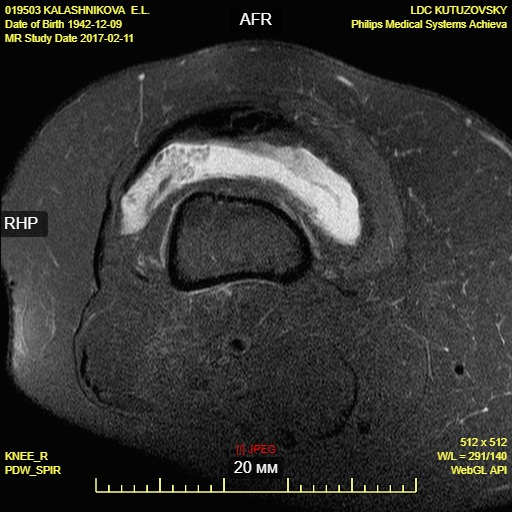 019503 KALASHNIKOVA E.L.
Date of Birth 1942-12-09
MR Study Date 2017-02-11
AFR
LDC KUTUZOVSKY
Philips Medical Systems Achieva
RHP
KNEE_R
PDW_SPIR
JPEG
20 мм
512 x 512
W/L = 291/140
WebGL API